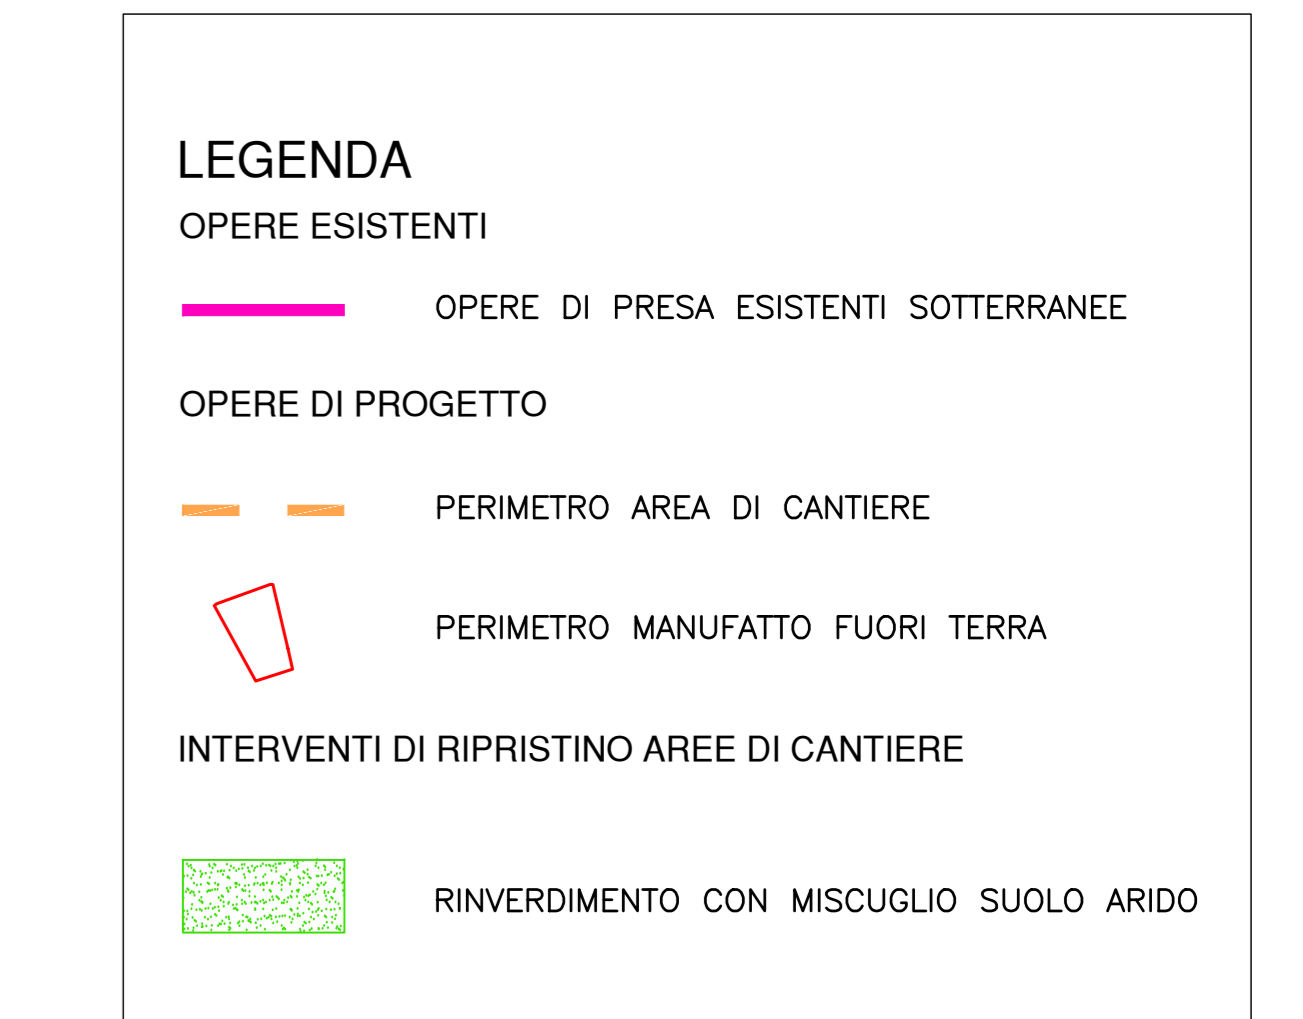 LEGENDA
OPERE ESISTENTI
OPERE DI PRESA ESISTENTI SOTTERRANEE
OPERE DI PROGETTO
PERIMETRO AREA DI CANTIERE
PERIMETRO MANUFATTO FUORI TERRA
INTERVENTI DI RIPRISTINO AREE DI CANTIERE
RINVERDIMENTO CON MISCUGLIO SUOLO ARIDO